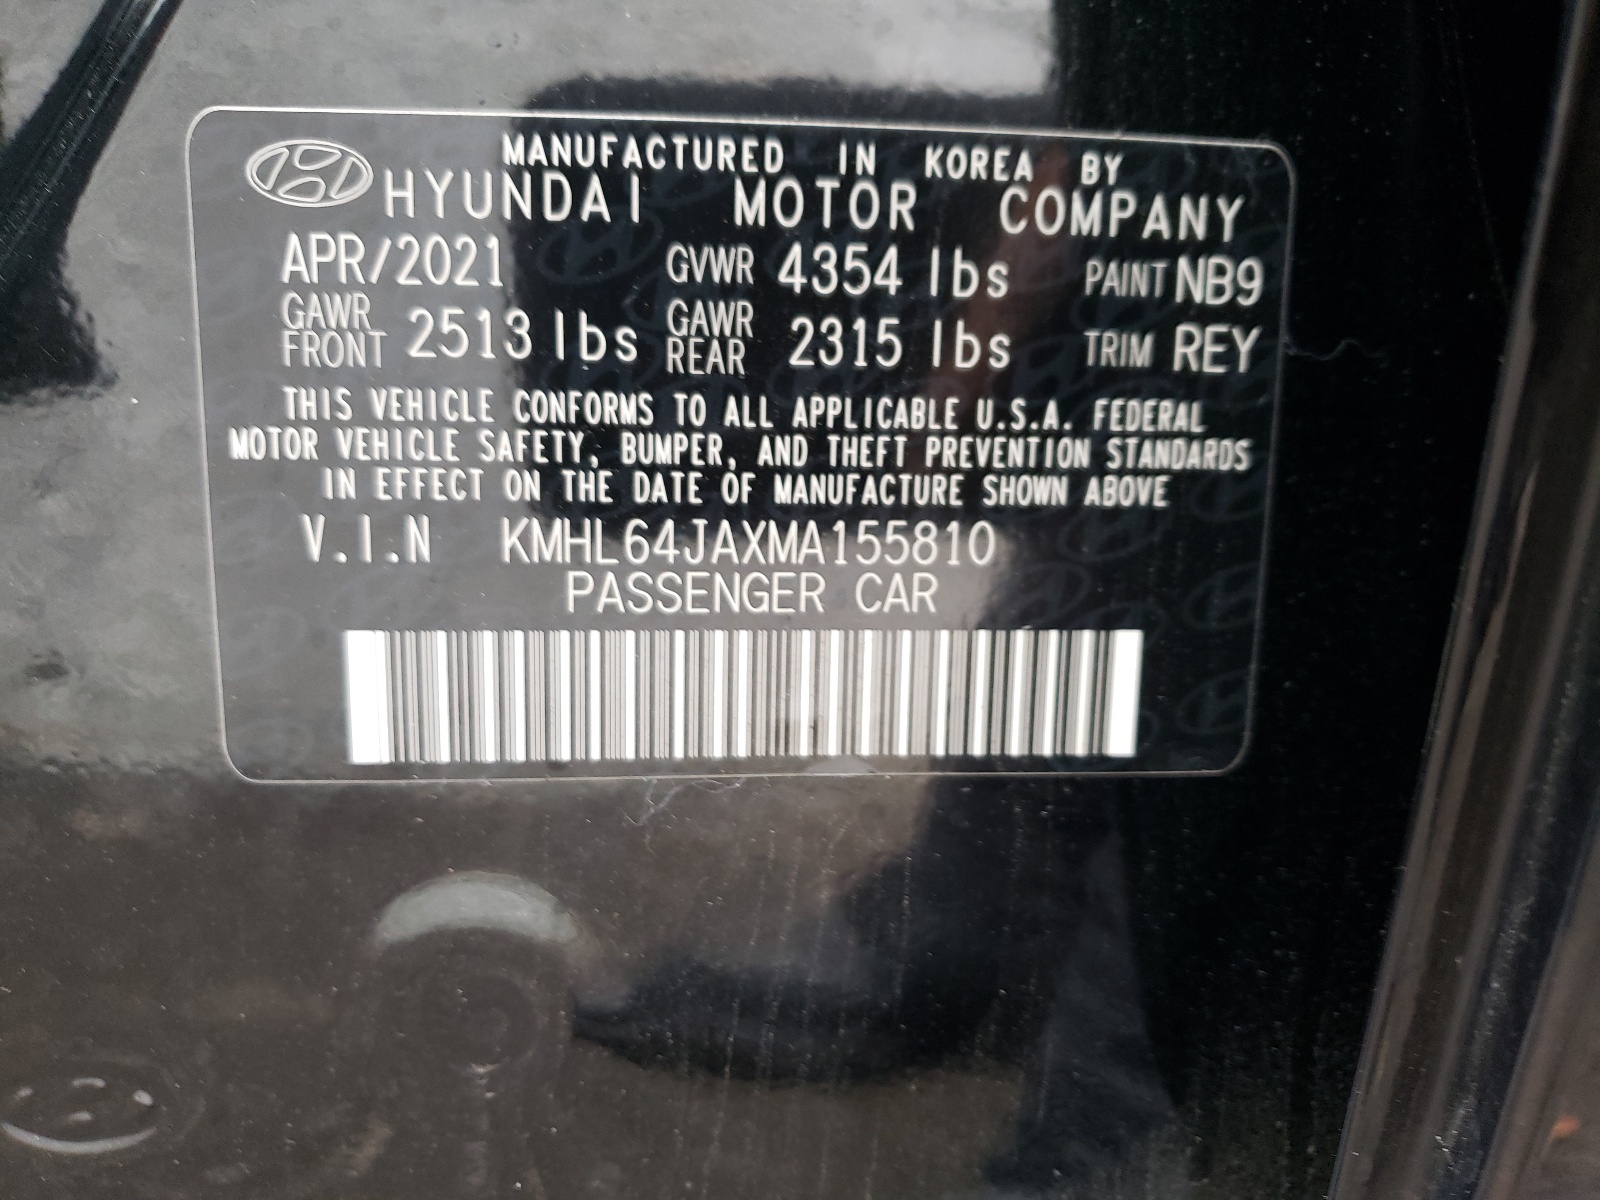 MANUFACTURED IN KOREA BY
HYUNDAI MOTOR COMPANY
APR/2021 GVWR 4354 lbs PAINT NB9
GAWR FRONT 2513 lbs GAWR REAR 2315 lbs TRIM REY
THIS VEHICLE CONFORMS TO ALL APPLICABLE U.S.A. FEDERAL
MOTOR VEHICLE SAFETY, BUMPER, AND THEFT PREVENTION STANDARDS
IN EFFECT ON THE DATE OF MANUFACTURE SHOWN ABOVE
V.I.N KMHL64JAXMA155810
PASSENGER CAR